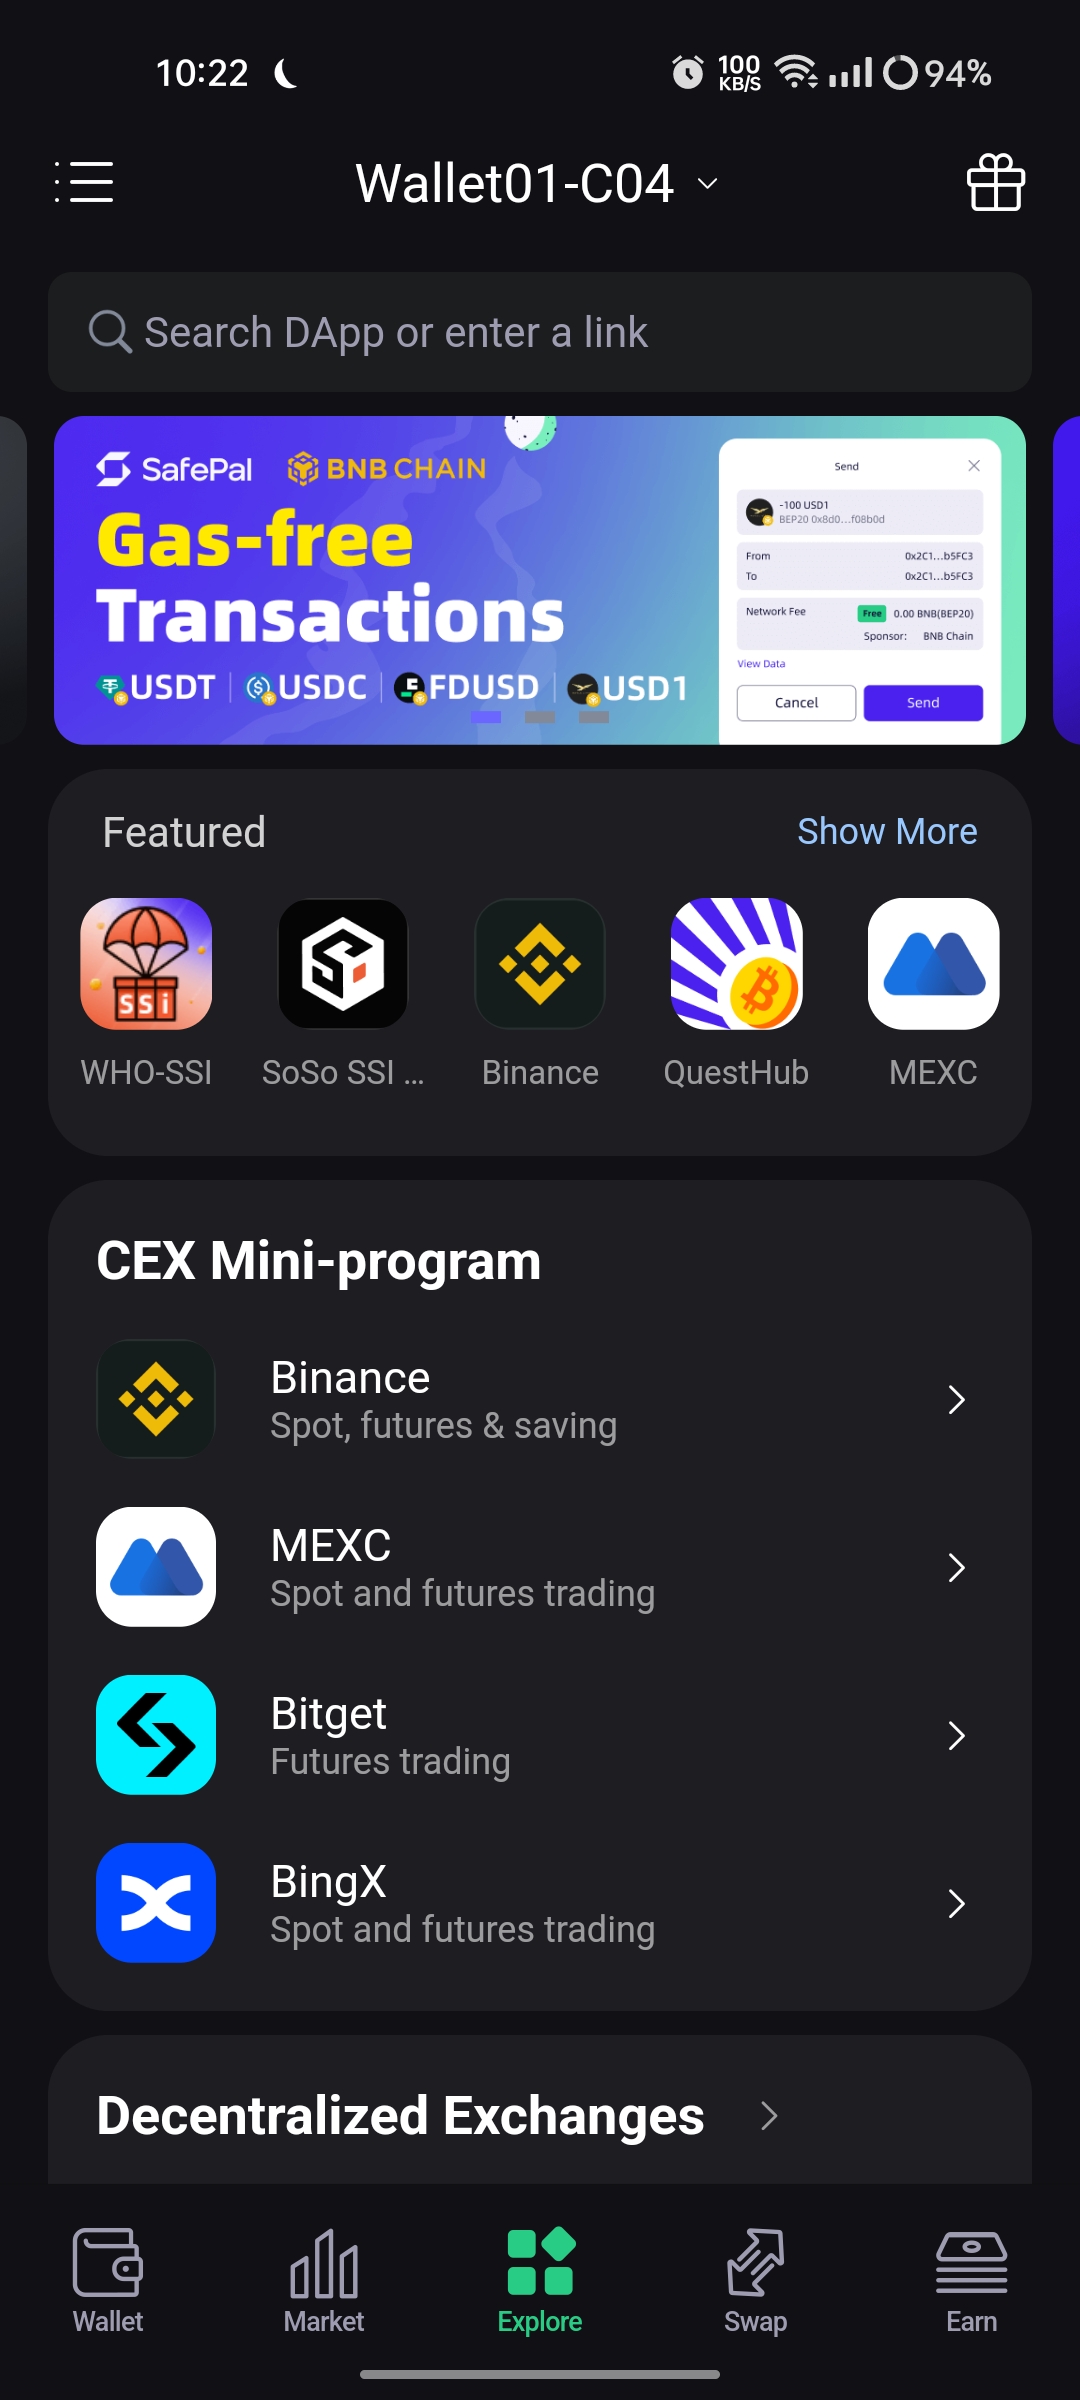 10:22
100 KB/S
94%
Wallet01-C04
Search DApp or enter a link
SafePal BNB CHAIN
Gas-free
Transactions
USDT USDC FDUSD USD1
Send
-100 USD1
BEP20 0x8d0...f08b0d
From 0x2C1...b5FC3
To 0x2C1...b5FC3
Network Fee Free 0.00 BNB(BEP20)
Sponsor: BNB Chain
View Data
Cancel Send
Featured Show More
SSi
WHO-SSI SoSo SSI ... Binance QuestHub MEXC
CEX Mini-program
Binance
Spot, futures & saving
MEXC
Spot and futures trading
Bitget
Futures trading
BingX
Spot and futures trading
Decentralized Exchanges
Wallet Market Explore Swap Earn